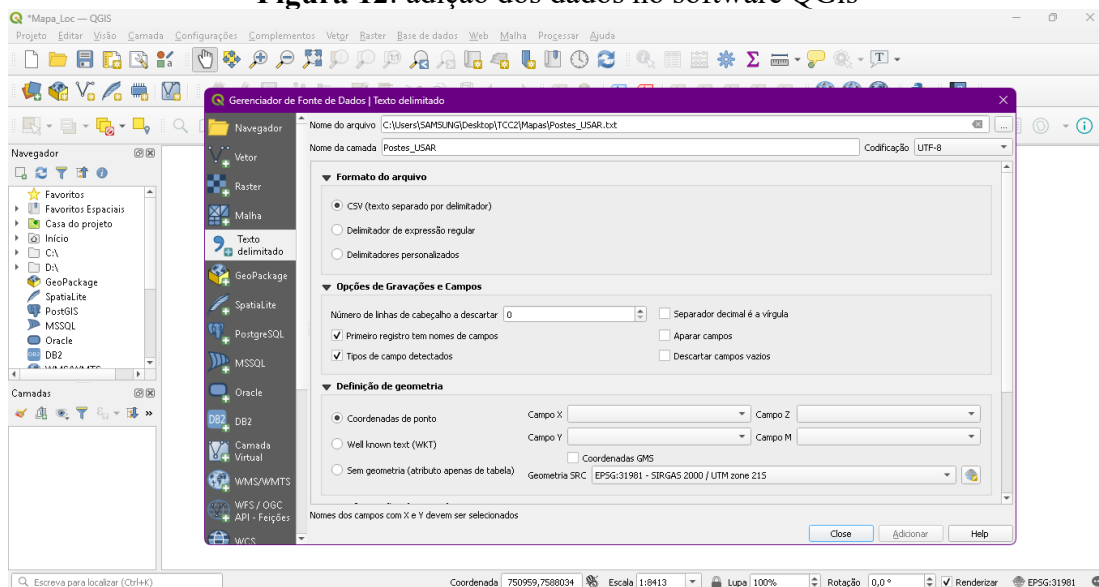 Figura 12: adição dos dados no software QGis
*Mapa_Loc — QGIS
Projeto Editar Visão Camada Configurações Complementos Vetor Raster Base de dados Web Malha Processar Ajuda
Gerenciador de Fonte de Dados | Texto delimitado
Navegador
Favoritos
Favoritos Espaciais
Casa do projeto
Início
C:\
D:\
GeoPackage
SpatiaLite
PostGIS
MSSQL
Oracle
DB2
WMS/WMTS
Camadas
Navegador
Vetor
Raster
Malha
Texto
delimitado
GeoPackage
SpatiaLite
PostgreSQL
MSSQL
Oracle
DB2
Camada
Virtual
WMS/WMTS
WFS / OGC
API - Feições
WCS
Nome do arquivo C:\Users\SAMSUNG\Desktop\TCC2\Mapas\Postes_USAR.txt
Nome da camada Postes_USAR Codificação UTF-8
Formato do arquivo
CSV (texto separado por delimitador)
Delimitador de expressão regular
Delimitadores personalizados
Opções de Gravações e Campos
Número de linhas de cabeçalho a descartar 0 Separador decimal é a vírgula
Primeiro registro tem nomes de campos Aparar campos
Tipos de campo detectados Descartar campos vazios
Definição de geometria
Coordenadas de ponto Campo X Campo Z
Well known text (WKT) Campo Y Campo M
Coordenadas GMS
Sem geometria (atributo apenas de tabela) Geometria SRC EPSG:31981 - SIRGAS 2000 / UTM zone 21S
Nomes dos campos com X e Y devem ser selecionados
Close Adicionar Help
Escreva para localizar (Ctrl+K) Coordenada 750959,7588034 Escala 1:8413 Lupa 100% Rotação 0,0 ° Renderizar EPSG:31981